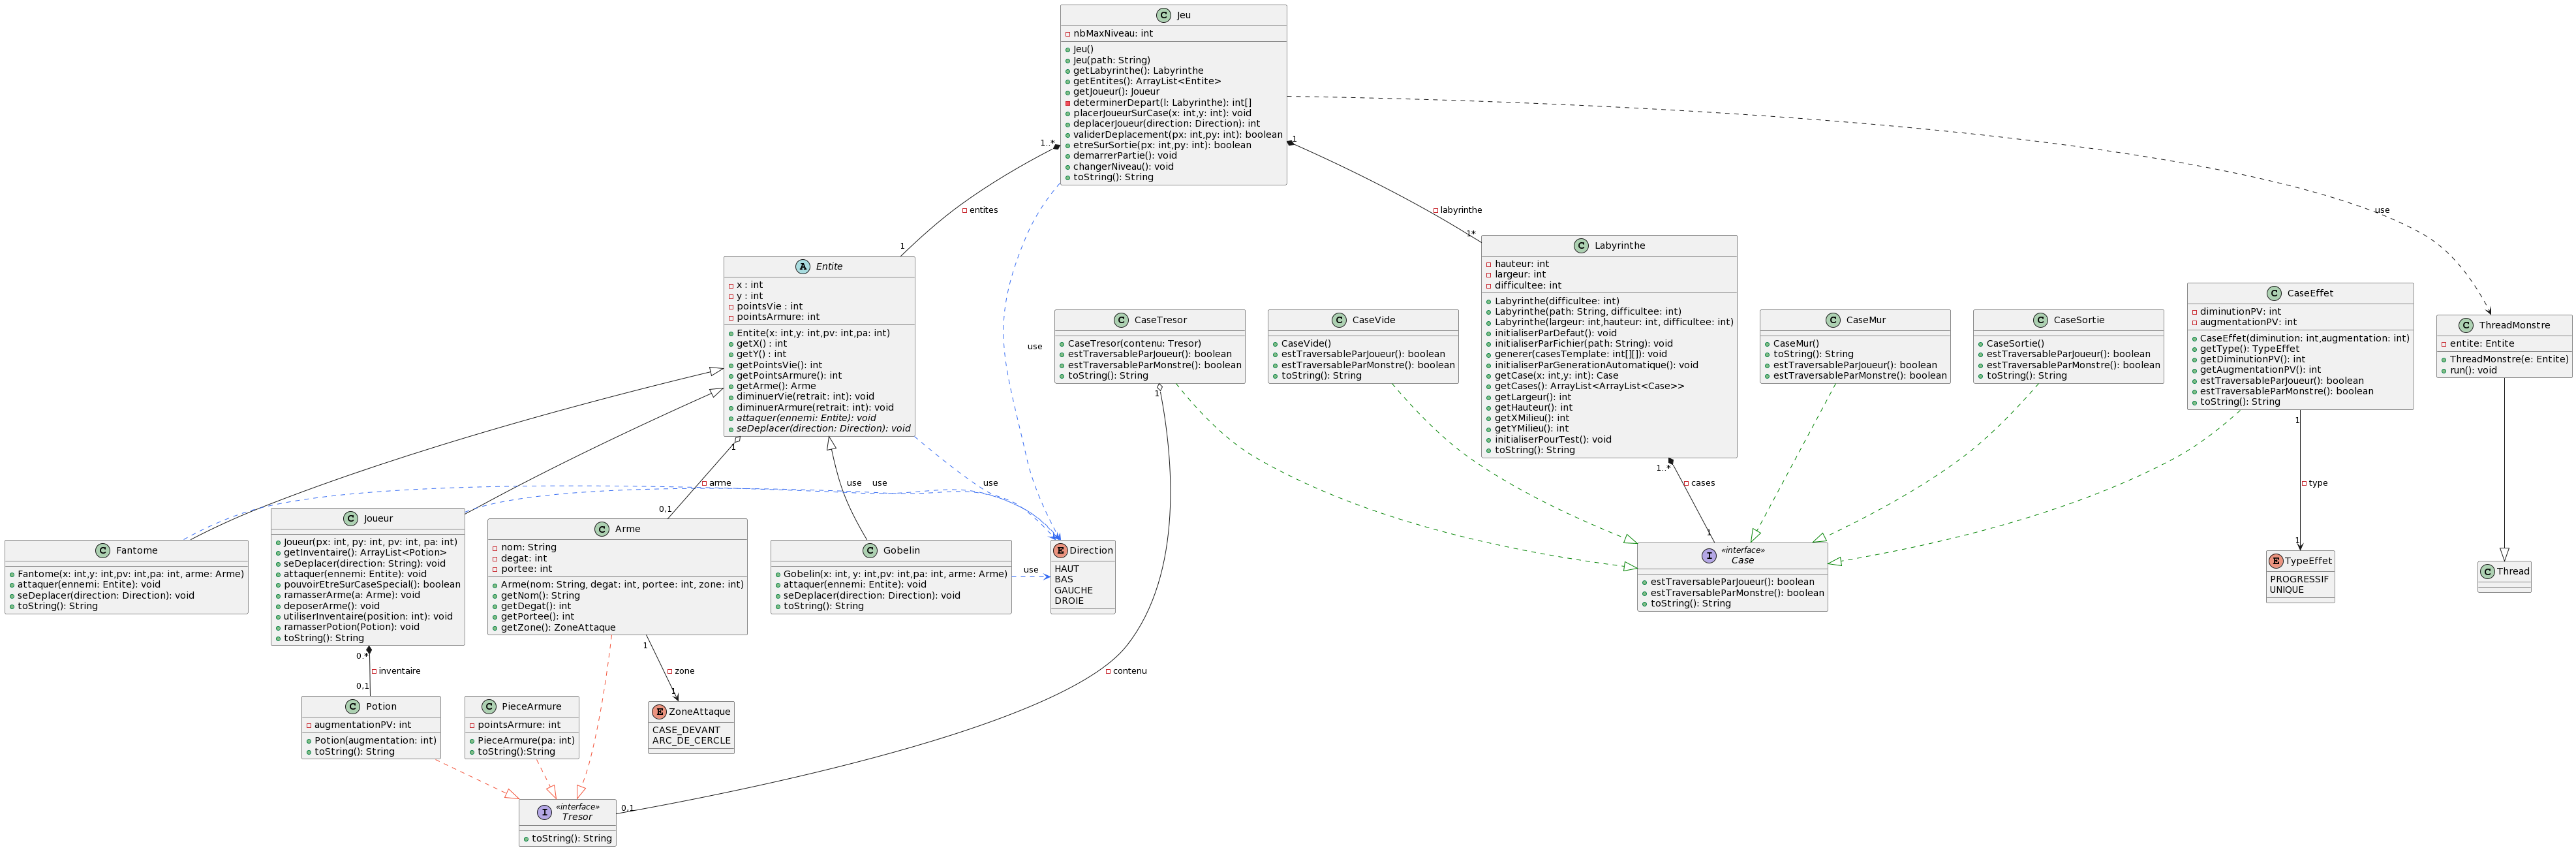 C Jeu
nbMaxNiveau: int
Jeu()
Jeu(path: String)
getLabyrinthe(): Labyrinthe
getEntites(): ArrayList<Entite>
getJoueur(): Joueur
determinerDepart(l: Labyrinthe): int[]
placerJoueurSurCase(x: int,y: int): void
deplacerJoueur(direction: Direction): int
validerDeplacement(px: int,py: int): boolean
etreSurSortie(px: int,py: int): boolean
demarrerPartie(): void
changerNiveau(): void
toString(): String
1..*
1
entites
labyrinthe
use
1
1*
A Entite
x : int
y : int
pointsVie : int
pointsArmure: int
Entite(x: int,y: int,pv: int,pa: int)
getX() : int
getY() : int
getPointsVie(): int
getPointsArmure(): int
getArme(): Arme
diminuerVie(retrait: int): void
diminuerArmure(retrait: int): void
attaquer(ennemi: Entite): void
seDeplacer(direction: Direction): void
use
C CaseTresor
CaseTresor(contenu: Tresor)
estTraversableParJoueur(): boolean
estTraversableParMonstre(): boolean
toString(): String
C CaseVide
CaseVide()
estTraversableParJoueur(): boolean
estTraversableParMonstre(): boolean
toString(): String
C Labyrinthe
hauteur: int
largeur: int
difficultee: int
Labyrinthe(difficultee: int)
Labyrinthe(path: String, difficultee: int)
Labyrinthe(largeur: int,hauteur: int, difficultee: int)
initialiserParDefaut(): void
initialiserParFichier(path: String): void
generer(casesTemplate: int[][]): void
initialiserParGenerationAutomatique(): void
getCase(x: int,y: int): Case
getCases(): ArrayList<ArrayList<Case>>
getLargeur(): int
getHauteur(): int
getXMilieu(): int
getYMilieu(): int
initialiserPourTest(): void
toString(): String
C CaseMur
CaseMur()
toString(): String
estTraversableParJoueur(): boolean
estTraversableParMonstre(): boolean
C CaseSortie
CaseSortie()
estTraversableParJoueur(): boolean
estTraversableParMonstre(): boolean
toString(): String
C CaseEffet
diminutionPV: int
augmentationPV: int
CaseEffet(diminution: int,augmentation: int)
getType(): TypeEffet
getDiminutionPV(): int
getAugmentationPV(): int
estTraversableParJoueur(): boolean
estTraversableParMonstre(): boolean
toString(): String
C ThreadMonstre
entite: Entite
ThreadMonstre(e: Entite)
run(): void
1
1
1..*
1
arme
use
use
use
cases
type
0,1
1
1
C Fantome
Fantome(x: int,y: int,pv: int,pa: int, arme: Arme)
attaquer(ennemi: Entite): void
seDeplacer(direction: Direction): void
toString(): String
C Joueur
Joueur(px: int, py: int, pv: int, pa: int)
getInventaire(): ArrayList<Potion>
seDeplacer(direction: String): void
attaquer(ennemi: Entite): void
pouvoirEtreSurCaseSpecial(): boolean
ramasserArme(a: Arme): void
deposerArme(): void
utiliserInventaire(position: int): void
ramasserPotion(Potion): void
toString(): String
C Arme
nom: String
degat: int
portee: int
Arme(nom: String, degat: int, portee: int, zone: int)
getNom(): String
getDegat(): int
getPortee(): int
getZone(): ZoneAttaque
C Gobelin
Gobelin(x: int, y: int,pv: int,pa: int, arme: Arme)
attaquer(ennemi: Entite): void
seDeplacer(direction: Direction): void
toString(): String
use
E Direction
HAUT
BAS
GAUCHE
DROIE
I «interface»
Case
estTraversableParJoueur(): boolean
estTraversableParMonstre(): boolean
toString(): String
E TypeEffet
PROGRESSIF
UNIQUE
C Thread
0..*
1
inventaire
zone
contenu
0,1
1
C Potion
augmentationPV: int
Potion(augmentation: int)
toString(): String
C PieceArmure
pointsArmure: int
PieceArmure(pa: int)
toString():String
E ZoneAttaque
CASE_DEVANT
ARC_DE_CERCLE
0,1
I «interface»
Tresor
toString(): String